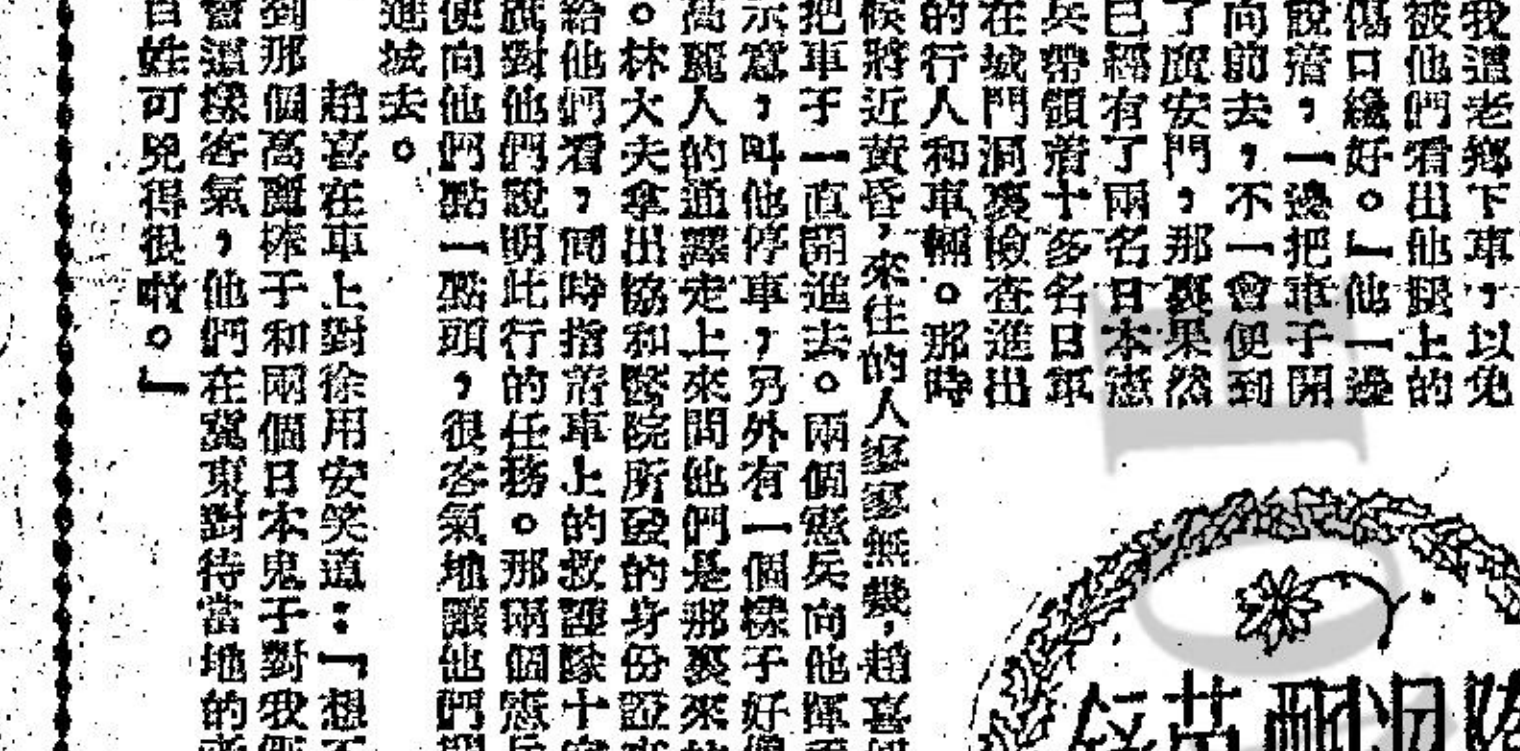 我這老鄉下車，以免
被他們看出他腿上的
傷口纔好。」他一邊
說着，一邊把車子開
向前去，不一會便到
了廣安門，那裏果然
已經有了兩名日本憲
兵帶領着十多名日軍
在城門洞裏檢查進出
的行人和車輛。那時
候將近黃昏，來往的人寥寥無幾，趙喜
把車子一直開進去。兩個憲兵向他揮手
示意，叫他停車，另外有一個樣子好像
高麗人的通譯走上來問他們是那裏來的
。林大夫拿出協和醫院所發的身份證來
給他們看，同時指着車上的救護隊十字
旗對他們說明此行的任務。那兩個憲兵
便向他們點一點頭，很客氣地讓他們
進城去。
趙喜在車上對徐用安笑道：「想不
到那個高麗棒子和兩個日本鬼子對我們
會這樣客氣，他們在冀東對待當地的
百姓可兇得很啦。」